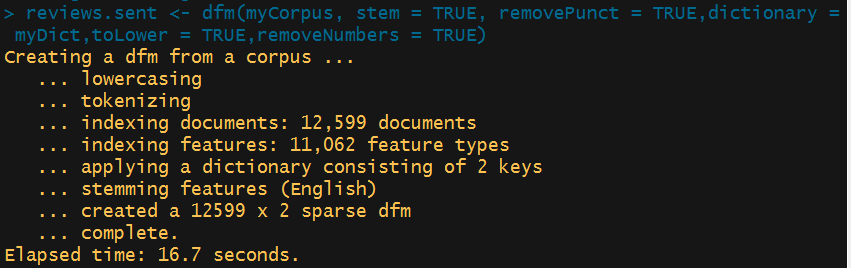 > reviews.sent <- dfm(myCorpus, stem = TRUE, removePunct = TRUE,dictionary =
 myDict,toLower = TRUE,removeNumbers = TRUE)
Creating a dfm from a corpus ...
   ... lowercasing
   ... tokenizing
   ... indexing documents: 12,599 documents
   ... indexing features: 11,062 feature types
   ... applying a dictionary consisting of 2 keys
   ... stemming features (English)
   ... created a 12599 x 2 sparse dfm
   ... complete.
Elapsed time: 16.7 seconds.